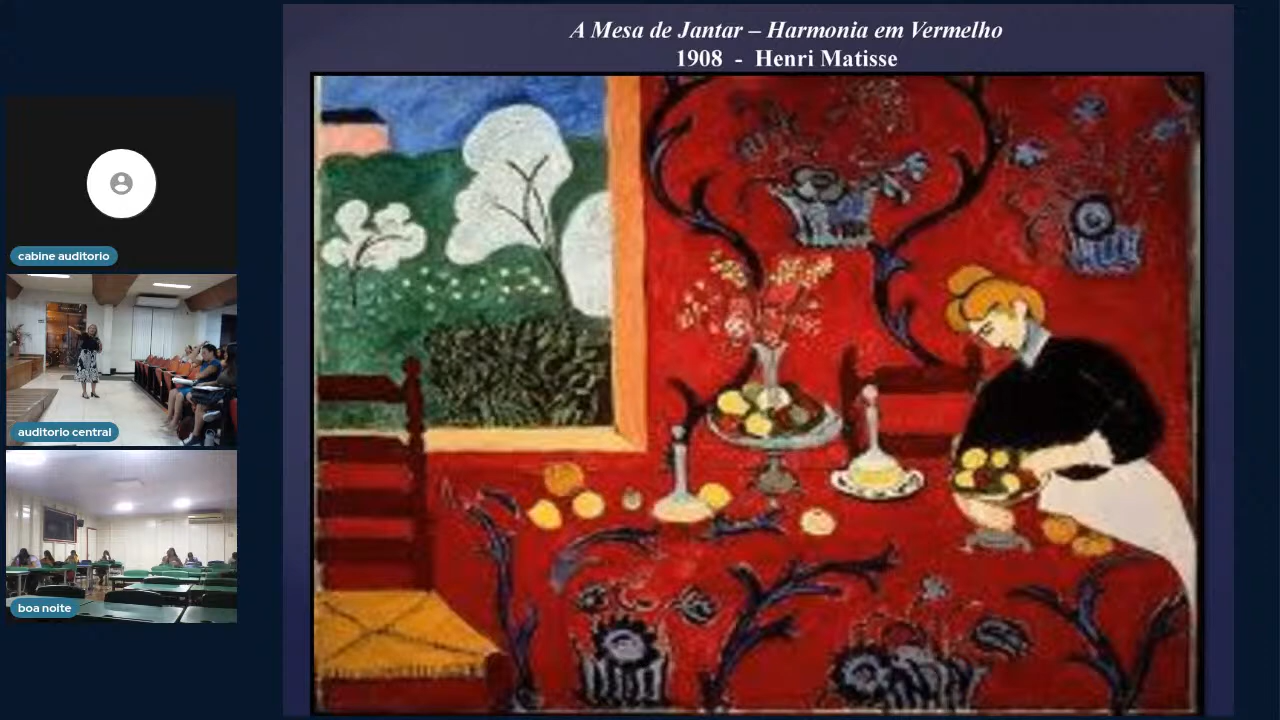 A Mesa de Jantar – Harmonia em Vermelho
1908 - Henri Matisse
cabine auditorio
auditorio central
boa noite